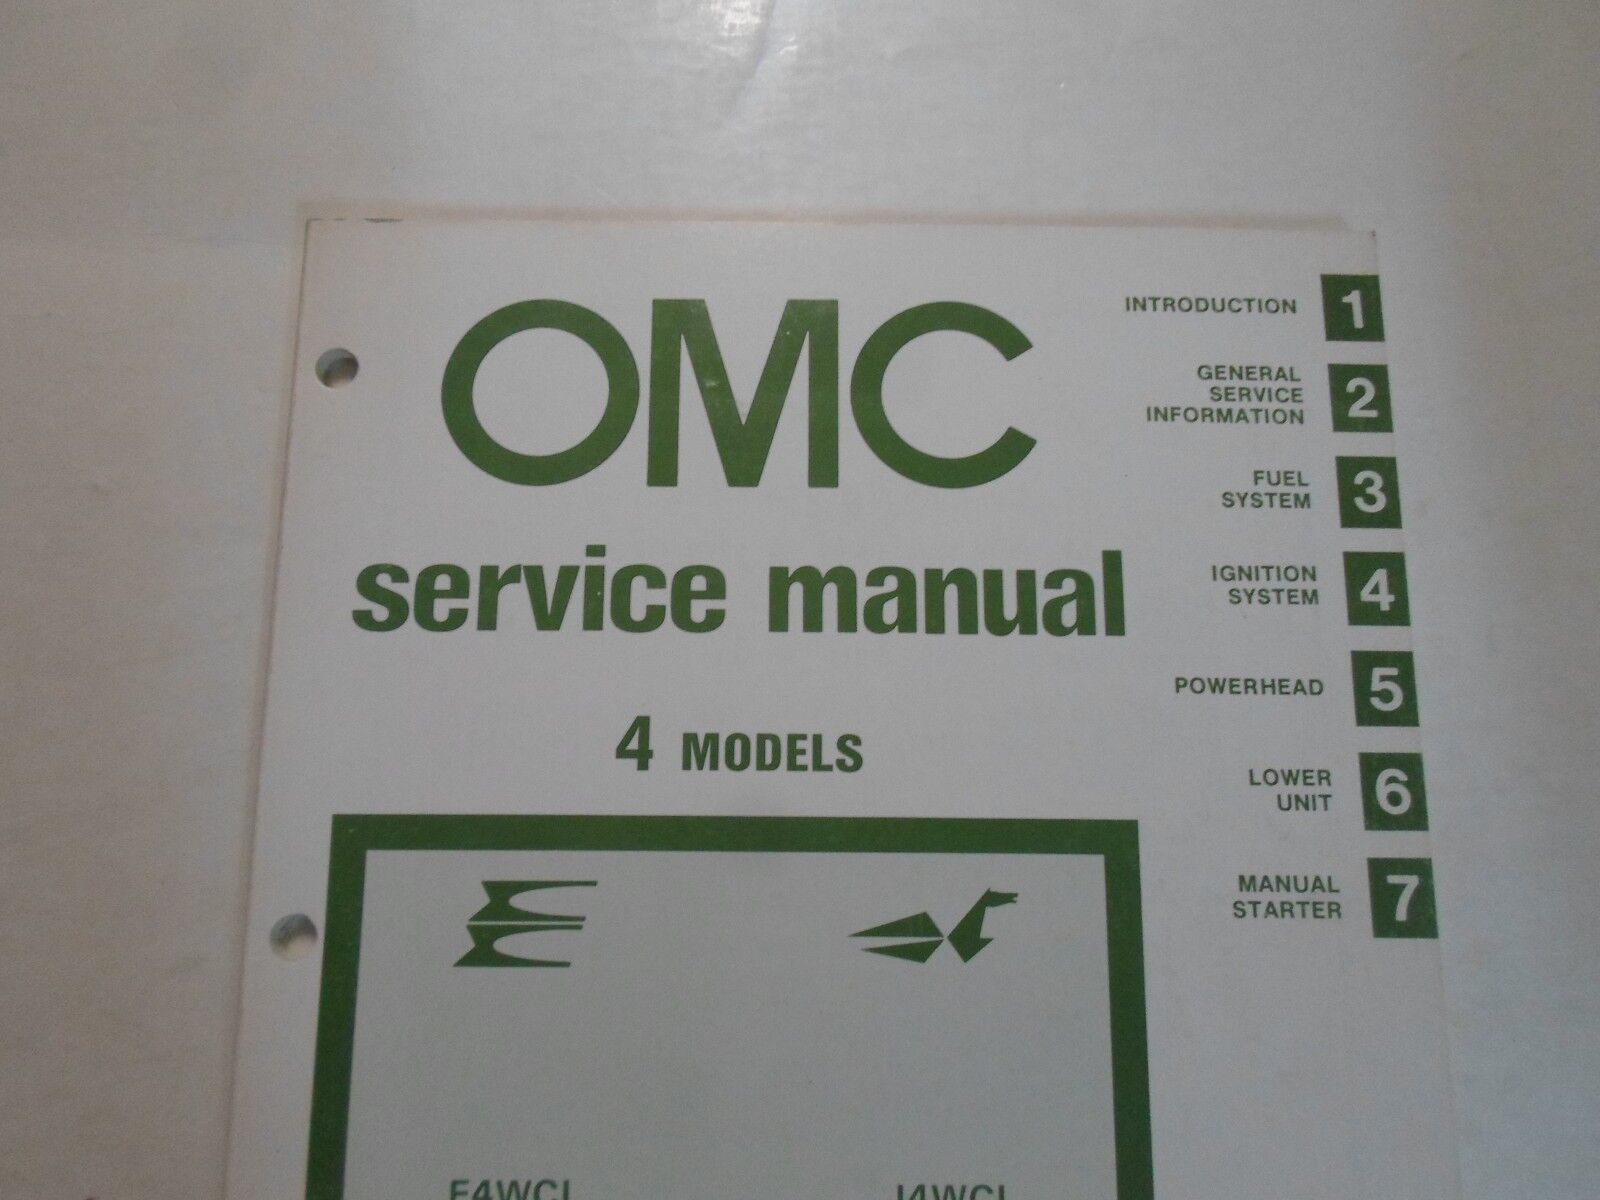 OMC
service manual
4 MODELS
INTRODUCTION 1
GENERAL
SERVICE
INFORMATION 2
FUEL
SYSTEM 3
IGNITION
SYSTEM 4
POWERHEAD 5
LOWER
UNIT 6
MANUAL
STARTER 7